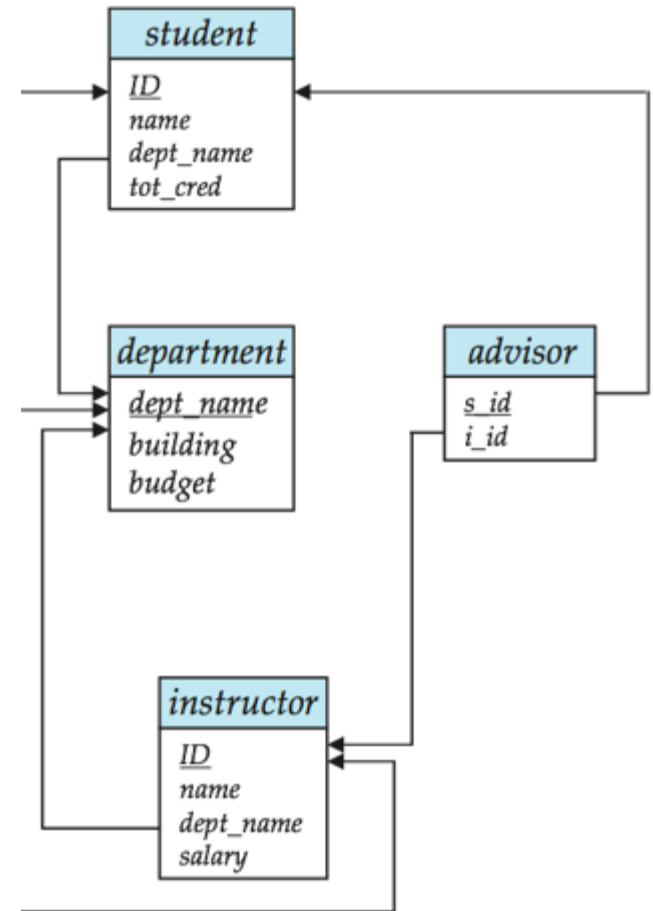 student
ID
name
dept_name
tot_cred
department
dept_name
building
budget
advisor
s_id
i_id
instructor
ID
name
dept_name
salary